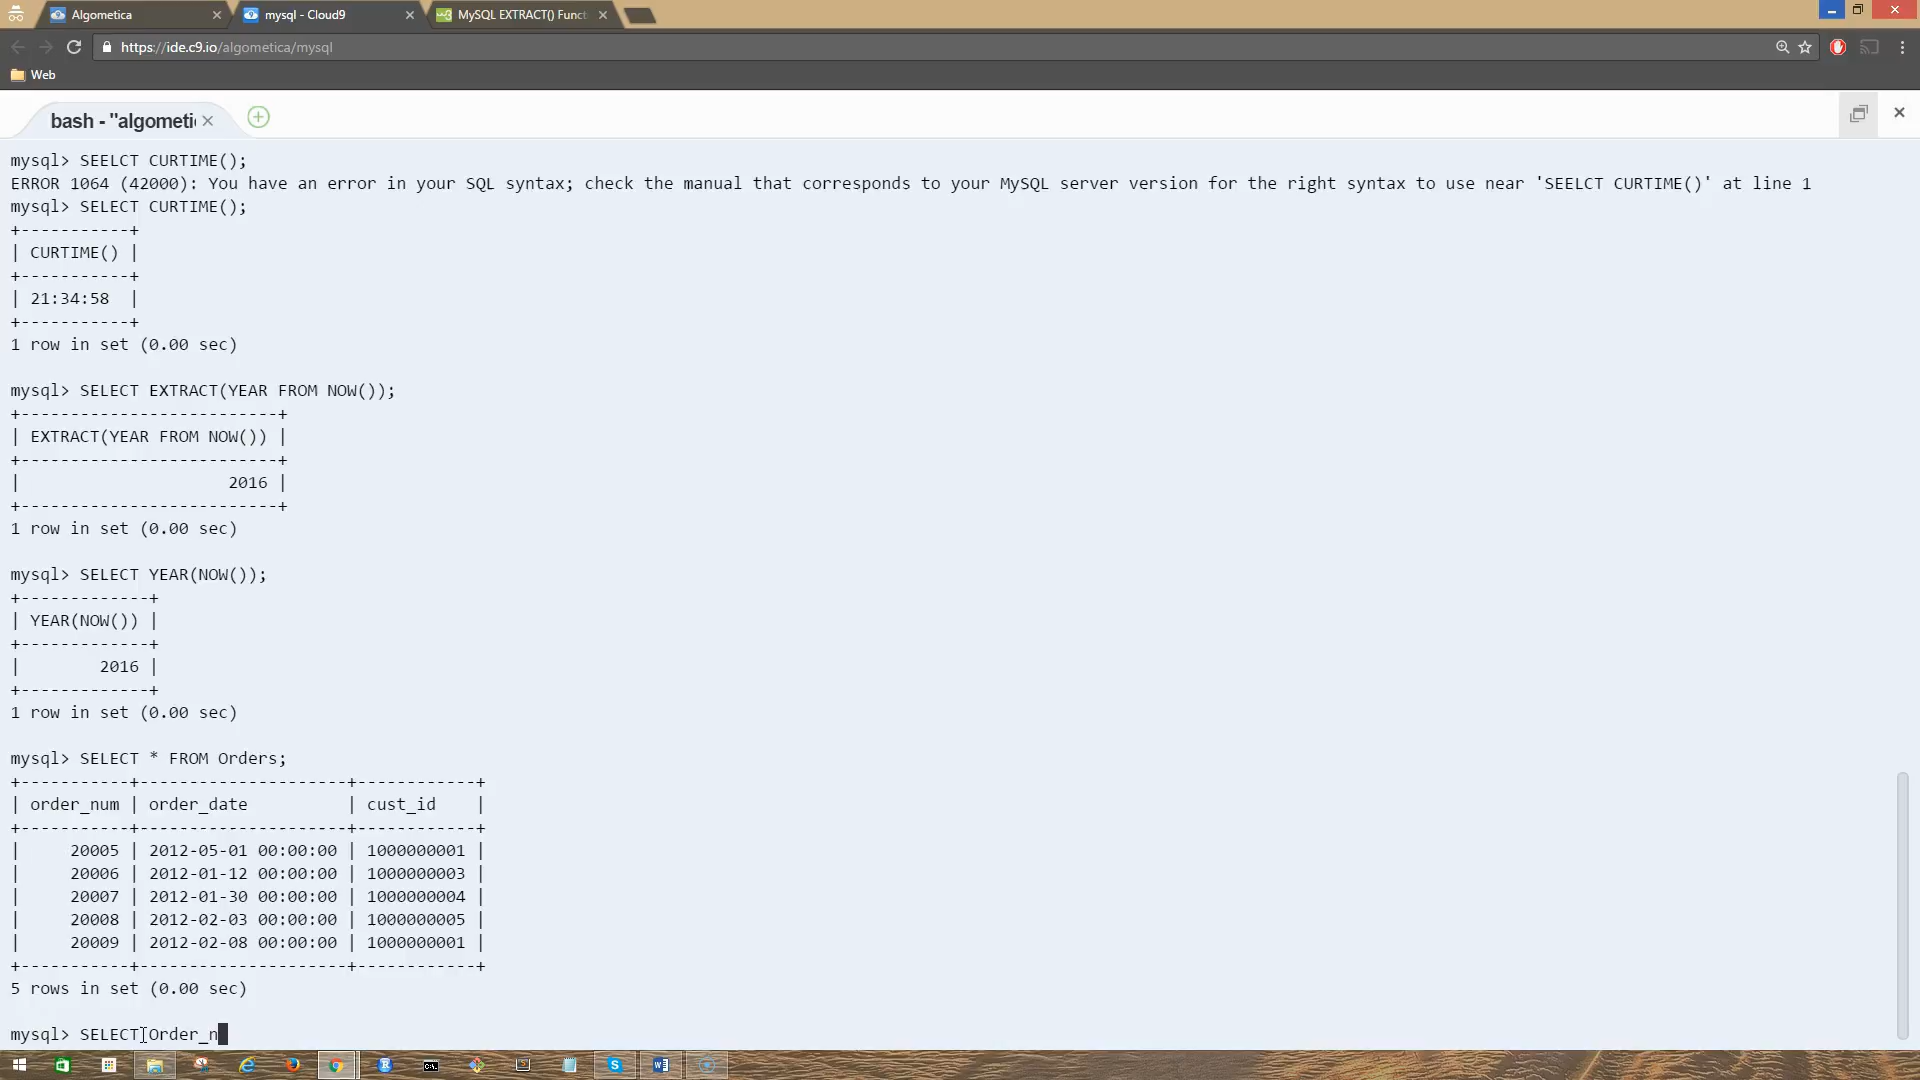 Algometica
mysql - Cloud9
MySQL EXTRACT() Funct
https://ide.c9.io/algometica/mysql
Web
bash - "algometi
mysql> SEELCT CURTIME();
ERROR 1064 (42000): You have an error in your SQL syntax; check the manual that corresponds to your MySQL server version for the right syntax to use near 'SEELCT CURTIME()' at line 1
mysql> SELECT CURTIME();
+-----------+
| CURTIME() |
+-----------+
| 21:34:58  |
+-----------+
1 row in set (0.00 sec)
mysql> SELECT EXTRACT(YEAR FROM NOW());
+--------------------------+
| EXTRACT(YEAR FROM NOW()) |
+--------------------------+
|                     2016 |
+--------------------------+
1 row in set (0.00 sec)
mysql> SELECT YEAR(NOW());
+-------------+
| YEAR(NOW()) |
+-------------+
|        2016 |
+-------------+
1 row in set (0.00 sec)
mysql> SELECT * FROM Orders;
+-----------+---------------------+------------+
| order_num | order_date          | cust_id    |
+-----------+---------------------+------------+
|     20005 | 2012-05-01 00:00:00 | 1000000001 |
|     20006 | 2012-01-12 00:00:00 | 1000000003 |
|     20007 | 2012-01-30 00:00:00 | 1000000004 |
|     20008 | 2012-02-03 00:00:00 | 1000000005 |
|     20009 | 2012-02-08 00:00:00 | 1000000001 |
+-----------+---------------------+------------+
5 rows in set (0.00 sec)
mysql> SELECT Order_n